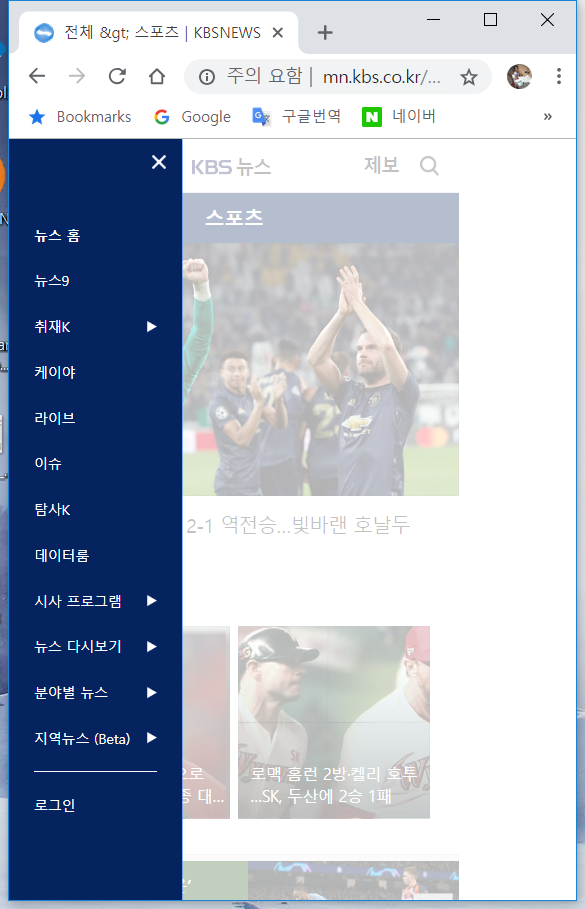 전체 &gt; 스포츠 | KBSNEWS
주의 요함 | mn.kbs.co.kr/...
Bookmarks
Google
구글번역
네이버
»
KBS 뉴스
제보
스포츠
뉴스 홈
뉴스9
취재K
케이야
라이브
이슈
탐사K
데이터룸
시사 프로그램
뉴스 다시보기
분야별 뉴스
지역뉴스 (Beta)
로그인
2-1 역전승...빛바랜 호날두
으로
종 대...
로맥 홈런 2방·켈리 호투
...SK, 두산에 2승 1패